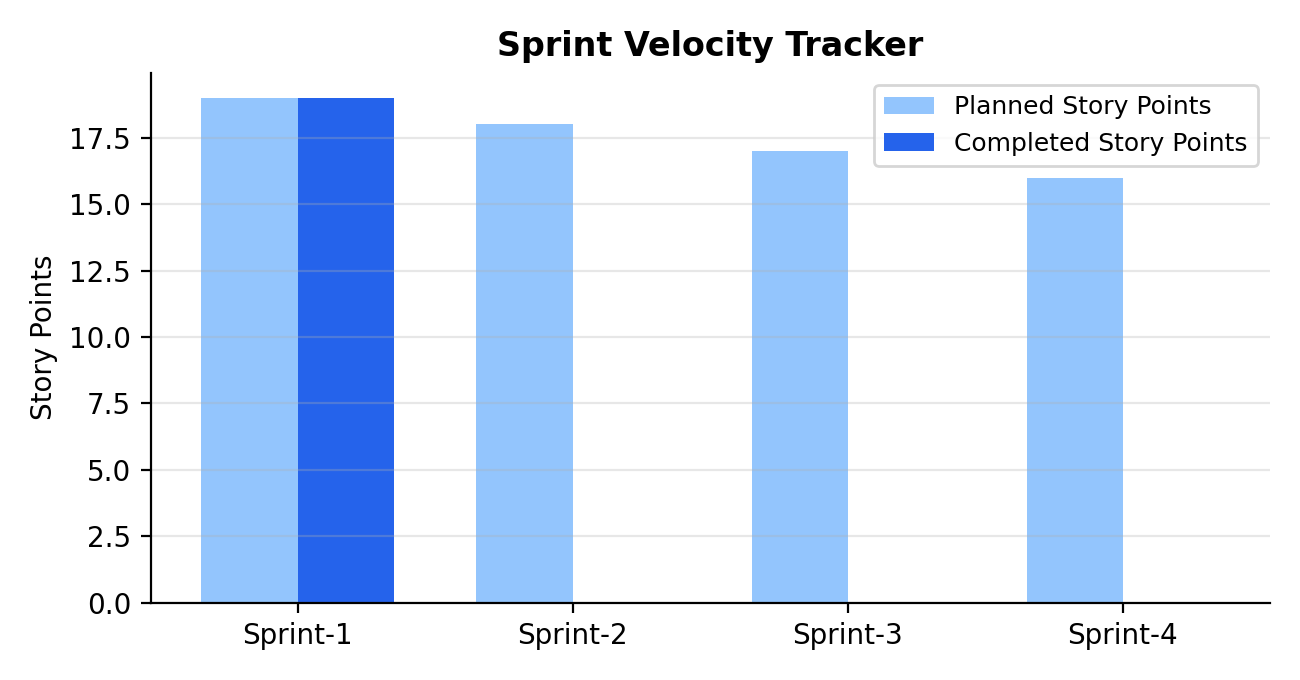 Sprint Velocity Tracker
Planned Story Points
Completed Story Points
Story Points
17.5
15.0
12.5
10.0
7.5
5.0
2.5
0.0
Sprint-1
Sprint-2
Sprint-3
Sprint-4